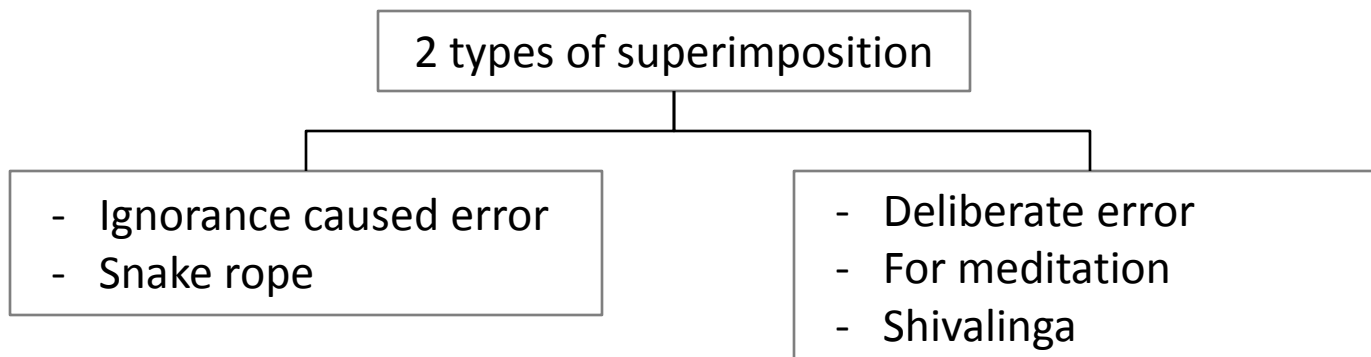 2 types of superimposition
- Ignorance caused error
- Snake rope
- Deliberate error
- For meditation
- Shivalinga